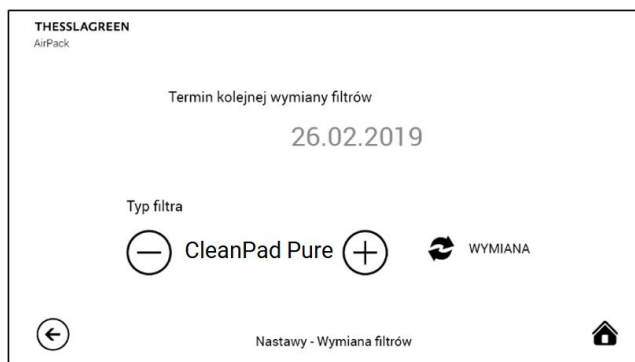 THESSLAGREEN
AirPack
Termin kolejnej wymiany filtrów
26.02.2019
Typ filtra
CleanPad Pure
WYMIANA
Nastawy - Wymiana filtrów